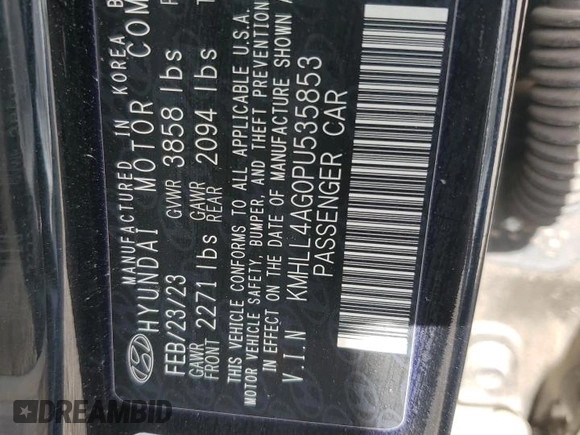 MANUFACTURED IN KOREA B
HYUNDAI MOTOR COM
FEB/23/23 GVWR 3858 lbs
GAWR FRONT 2271 lbs GAWR REAR 2094 lbs
THIS VEHICLE CONFORMS TO ALL APPLICABLE U.S.A.
MOTOR VEHICLE SAFETY, BUMPER, AND THEFT PREVENTION
IN EFFECT ON THE DATE OF MANUFACTURE SHOWN
V.I.N KMHLL4AG0PU535853
PASSENGER CAR
DREAMBID